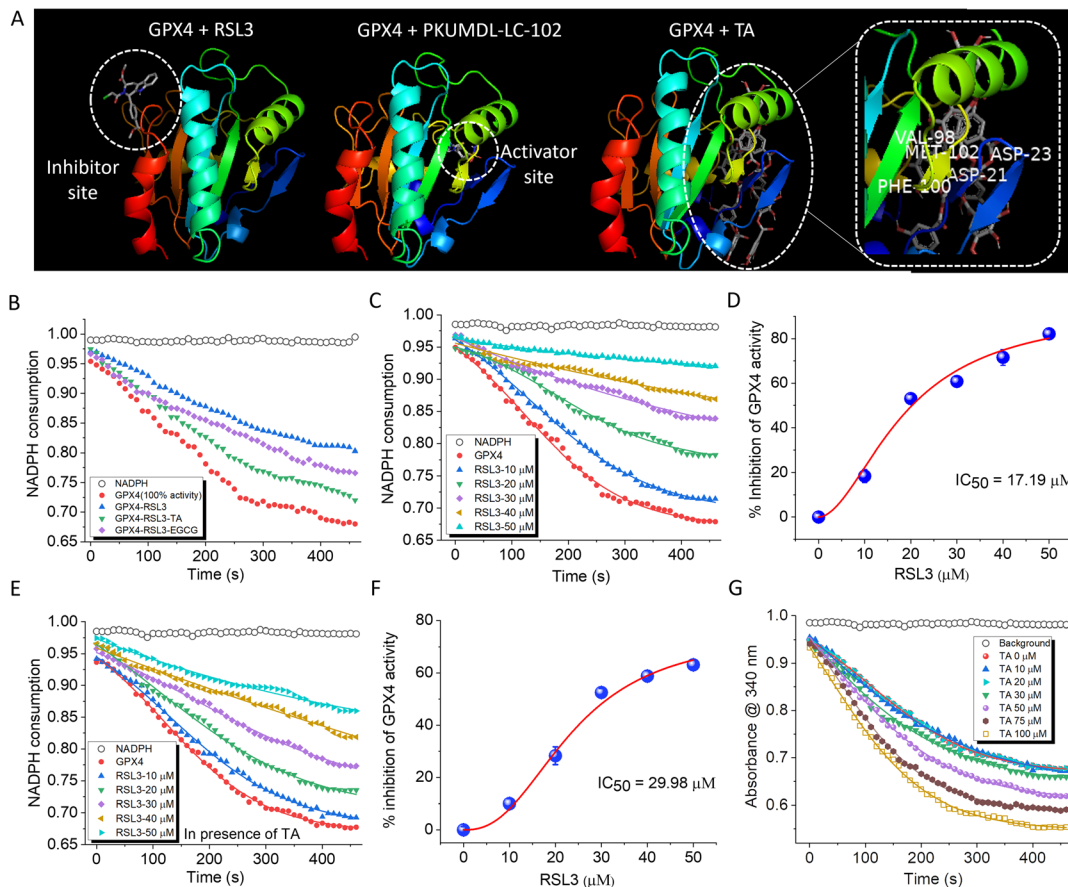 A
GPX4 + RSL3
GPX4 + PKUMDL-LC-102
GPX4 + TA
Inhibitor
site
Activator
site
VAL-98
MET-102
ASP-23
ASP-21
PHE-100
B
NADPH consumption
1.00
0.95
0.90
0.85
0.80
0.75
0.70
0.65
NADPH
GPX4(100% activity)
GPX4-RSL3
GPX4-RSL3-TA
GPX4-RSL3-EGCG
0 100 200 300 400
Time (s)
C
NADPH consumption
1.00
0.95
0.90
0.85
0.80
0.75
0.70
0.65
NADPH
GPX4
RSL3-10 μM
RSL3-20 μM
RSL3-30 μM
RSL3-40 μM
RSL3-50 μM
0 100 200 300 400
Time (s)
D
% Inhibition of GPX4 activity
80
60
40
20
0
IC50 = 17.19 μM
0 10 20 30 40 50
RSL3 (μM)
E
NADPH consumption
1.00
0.95
0.90
0.85
0.80
0.75
0.70
0.65
NADPH
GPX4
RSL3-10 μM
RSL3-20 μM
RSL3-30 μM
RSL3-40 μM
RSL3-50 μM
In presence of TA
0 100 200 300 400
Time (s)
F
% inhibition of GPX4 activity
80
60
40
20
0
IC50 = 29.98 μM
0 10 20 30 40 50
RSL3 (μM)
G
Absorbance @ 340 nm
1.0
0.9
0.8
0.7
0.6
Background
TA 0 μM
TA 10 μM
TA 20 μM
TA 30 μM
TA 50 μM
TA 75 μM
TA 100 μM
0 100 200 300 400
Time (s)